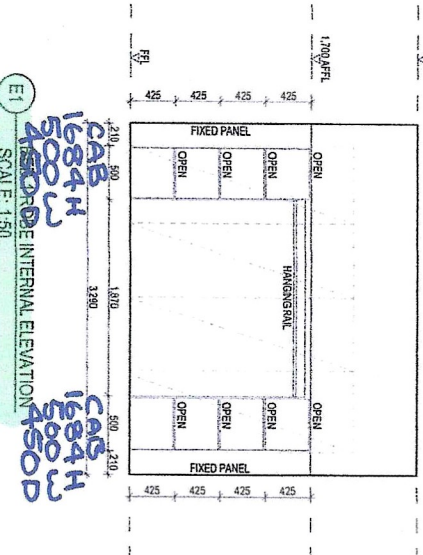 1,700 AFFL
FFL
425 425 425 425
FIXED PANEL
OPEN OPEN OPEN OPEN
HANGING RAIL
OPEN OPEN OPEN OPEN
FIXED PANEL
425 425 425 425
210 500 1,870 500 210
3,290
CAB
1684 H
500 W
450 D
CAB
1684 H
500 W
450 D
E1
INTERNAL ELEVATION
SCALE: 1:50